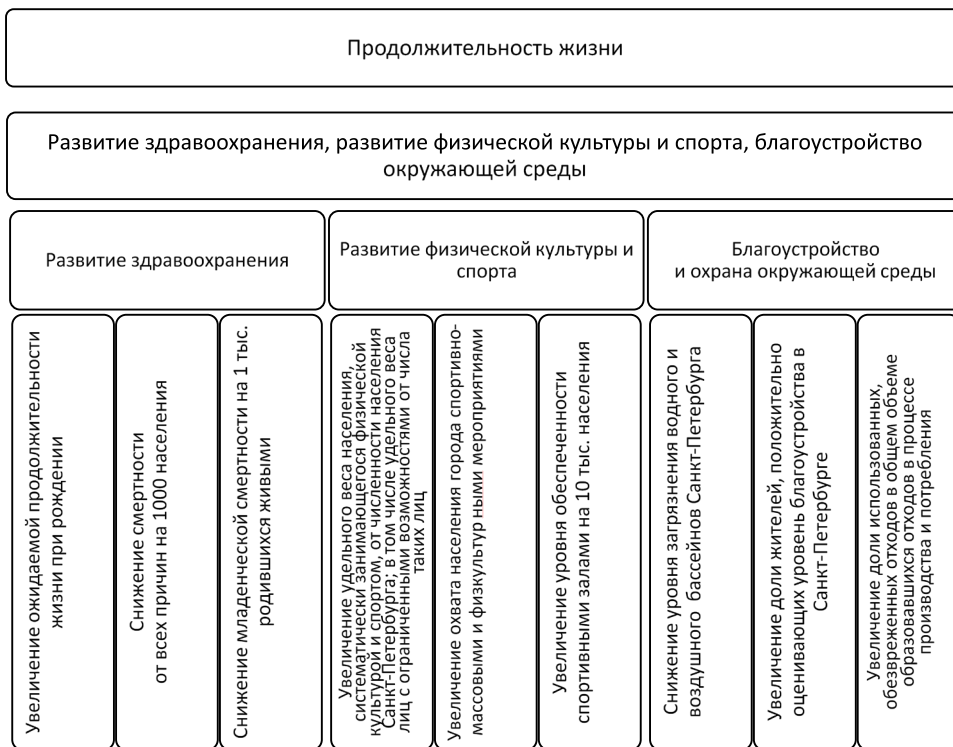 Продолжительность жизни
Развитие здравоохранения, развитие физической культуры и спорта, благоустройство
окружающей среды
Развитие здравоохранения
Развитие физической культуры и
спорта
Благоустройство
и охрана окружающей среды
Увеличение ожидаемой продолжительности
жизни при рождении
Снижение смертности
от всех причин на 1000 населения
Снижение младенческой смертности на 1 тыс.
родившихся живыми
Увеличение удельного веса населения,
систематически занимающегося физической
культурой и спортом, от численности населения
Санкт-Петербурга, в том числе удельного веса
лиц с ограниченными возможностями от числа
таких лиц
Увеличение охвата населения города спортивно-
массовыми и физкультур ными мероприятиями
Увеличение уровня обеспеченности
спортивными залами на 10 тыс. населения
Снижение уровня загрязнения водного и
воздушного бассейнов Санкт-Петербурга
Увеличение доли жителей, положительно
оценивающих уровень благоустройства в
Санкт-Петербурге
Увеличение доли использованных,
обезвреженных отходов в общем объеме
образовавшихся отходов в процессе
производства и потребления